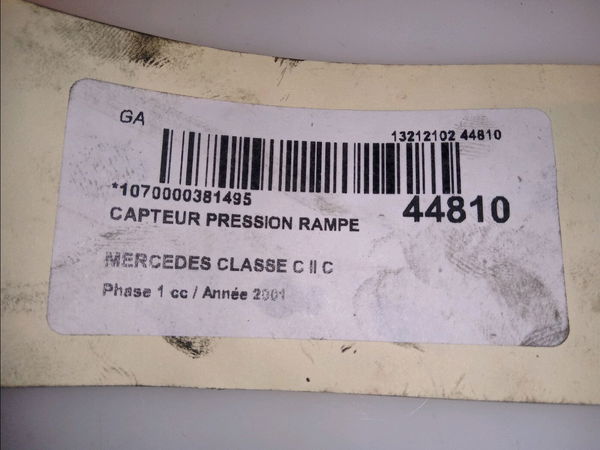 GA
13212102 44810
*1070000381495
44810
CAPTEUR PRESSION RAMPE
MERCEDES CLASSE C II C
Phase 1 cc / Année 2001